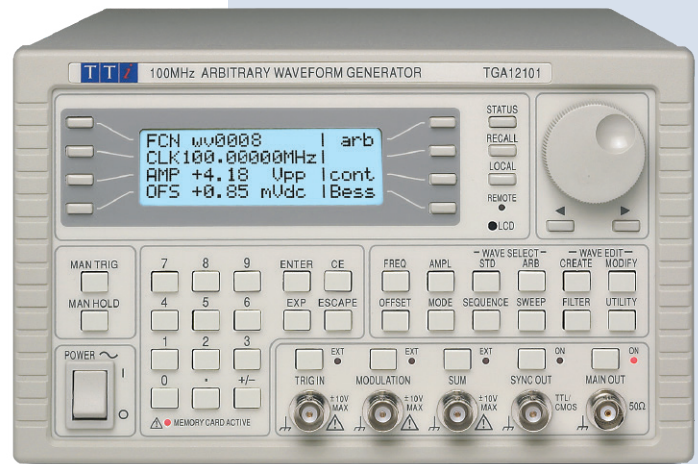 TTi 100MHz ARBITRARY WAVEFORM GENERATOR TGA12101
STATUS
FCN wv0008 | arb
CLK100.00000MHz|
AMP +4.18 Vpp |cont
OFS +0.85 mVdc |Bess
RECALL
LOCAL
REMOTE
LCD
MAN TRIG
MAN HOLD
7 8 9 ENTER CE
4 5 6 EXP ESCAPE
1 2 3
0 . +/−
MEMORY CARD ACTIVE
WAVE SELECT WAVE EDIT
FREQ AMPL STD ARB CREATE MODIFY
OFFSET MODE SEQUENCE SWEEP FILTER UTILITY
POWER
I
O
EXT EXT EXT ON ON
TRIG IN MODULATION SUM SYNC OUT MAIN OUT
±10V MAX ±10V MAX ±10V MAX TTL/ CMOS 50Ω